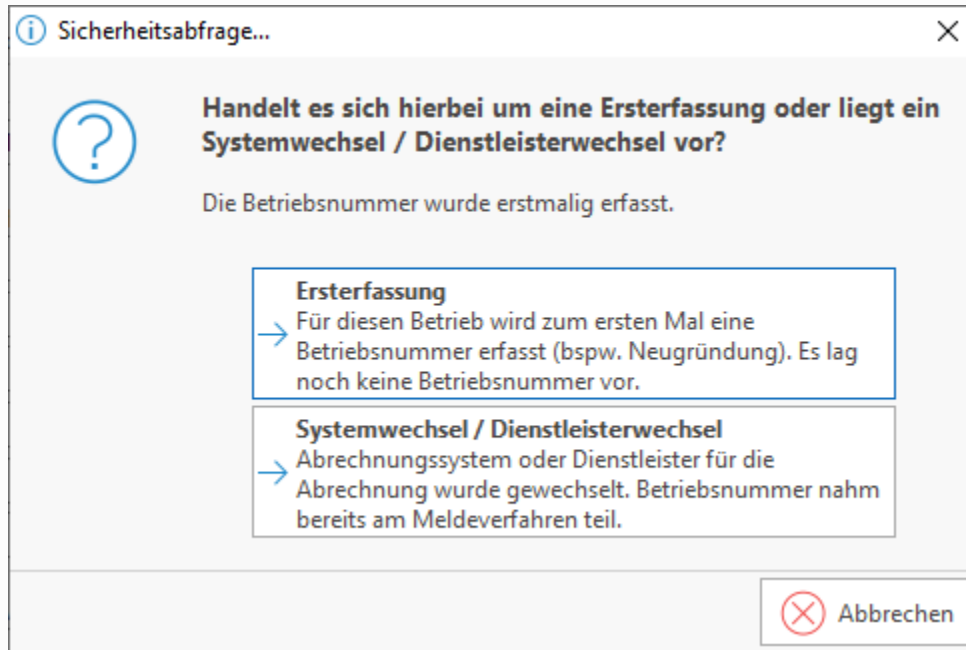 Sicherheitsabfrage...
Handelt es sich hierbei um eine Ersterfassung oder liegt ein
Systemwechsel / Dienstleisterwechsel vor?
Die Betriebsnummer wurde erstmalig erfasst.
Ersterfassung
Für diesen Betrieb wird zum ersten Mal eine
Betriebsnummer erfasst (bspw. Neugründung). Es lag
noch keine Betriebsnummer vor.
Systemwechsel / Dienstleisterwechsel
Abrechnungssystem oder Dienstleister für die
Abrechnung wurde gewechselt. Betriebsnummer nahm
bereits am Meldeverfahren teil.
Abbrechen